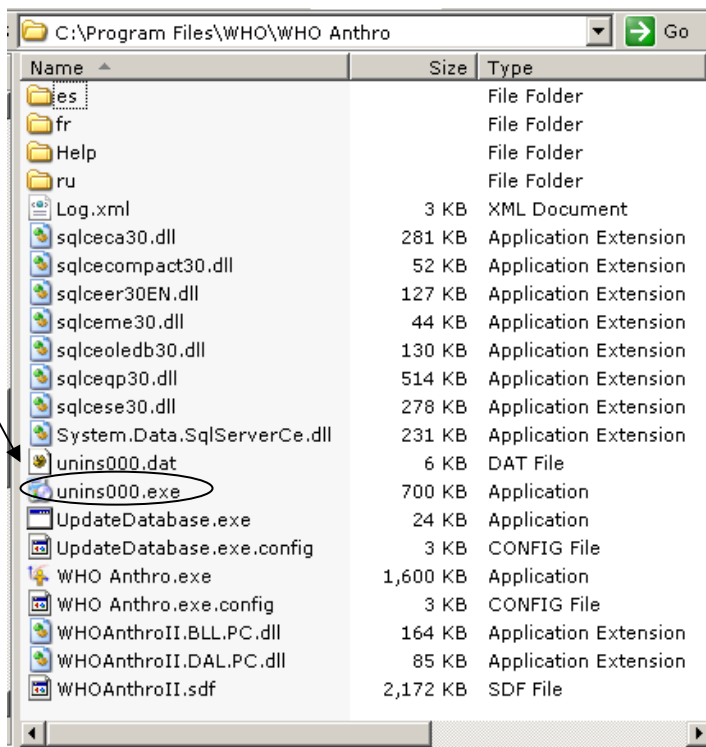 C:\Program Files\WHO\WHO Anthro Go
Name Size Type
es File Folder
fr File Folder
Help File Folder
ru File Folder
Log.xml 3 KB XML Document
sqlceca30.dll 281 KB Application Extension
sqlcecompact30.dll 52 KB Application Extension
sqlceer30EN.dll 127 KB Application Extension
sqlceme30.dll 44 KB Application Extension
sqlceoledb30.dll 130 KB Application Extension
sqlceqp30.dll 514 KB Application Extension
sqlcese30.dll 278 KB Application Extension
System.Data.SqlServerCe.dll 231 KB Application Extension
unins000.dat 6 KB DAT File
unins000.exe 700 KB Application
UpdateDatabase.exe 24 KB Application
UpdateDatabase.exe.config 3 KB CONFIG File
WHO Anthro.exe 1,600 KB Application
WHO Anthro.exe.config 3 KB CONFIG File
WHOAnthroII.BLL.PC.dll 164 KB Application Extension
WHOAnthroII.DAL.PC.dll 85 KB Application Extension
WHOAnthroII.sdf 2,172 KB SDF File